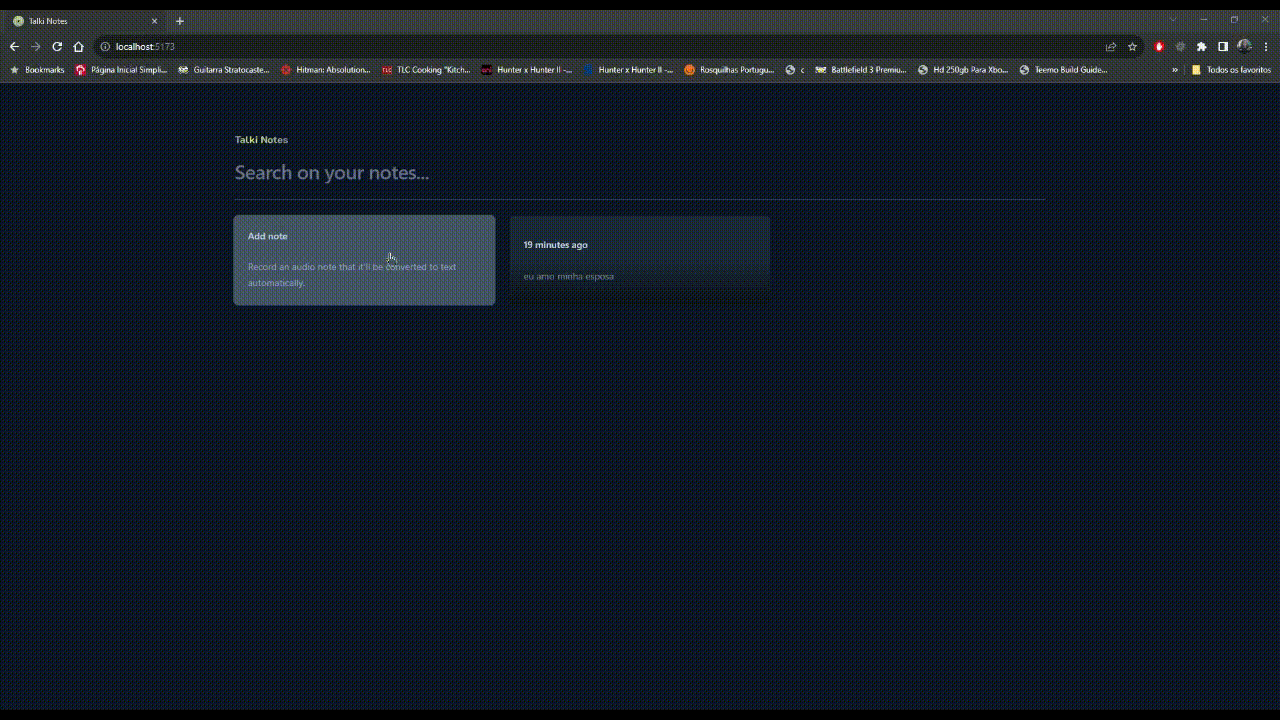 Talki Notes
localhost:5173
Bookmarks Página Inicial Simpli... Guitarra Stratocaste... Hitman: Absolution... TLC Cooking "Kitch... Hunter x Hunter II -... Hunter x Hunter II -... Rosquilhas Portugu... c Battlefield 3 Premiu... Hd 250gb Para Xbo... Teemo Build Guide... » Todos os favoritos
Talki Notes
Search on your notes...
Add note
Record an audio note that it'll be converted to text
automatically.
19 minutes ago
eu amo minha esposa